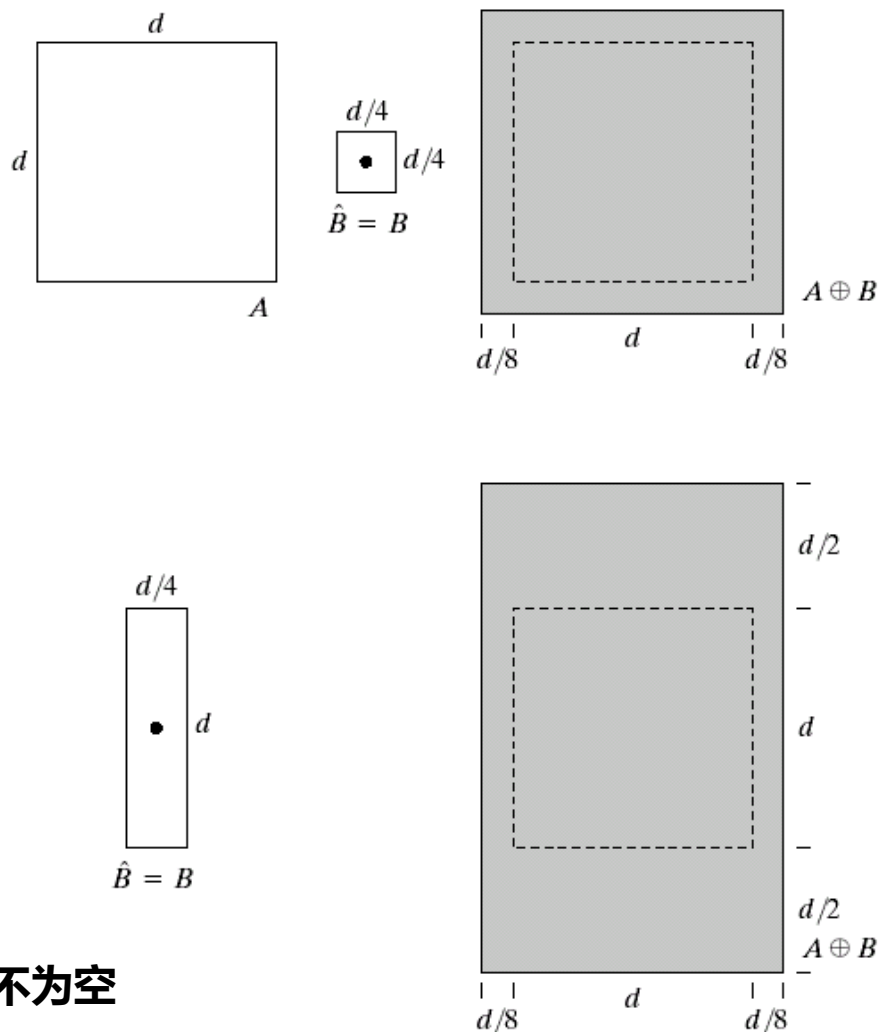 d
d
A
d/4
d/4
B̂ = B
A ⊕ B
d/8
d
d/8
d/4
d
B̂ = B
d/2
d
d/2
A ⊕ B
d/8
d
d/8
不为空